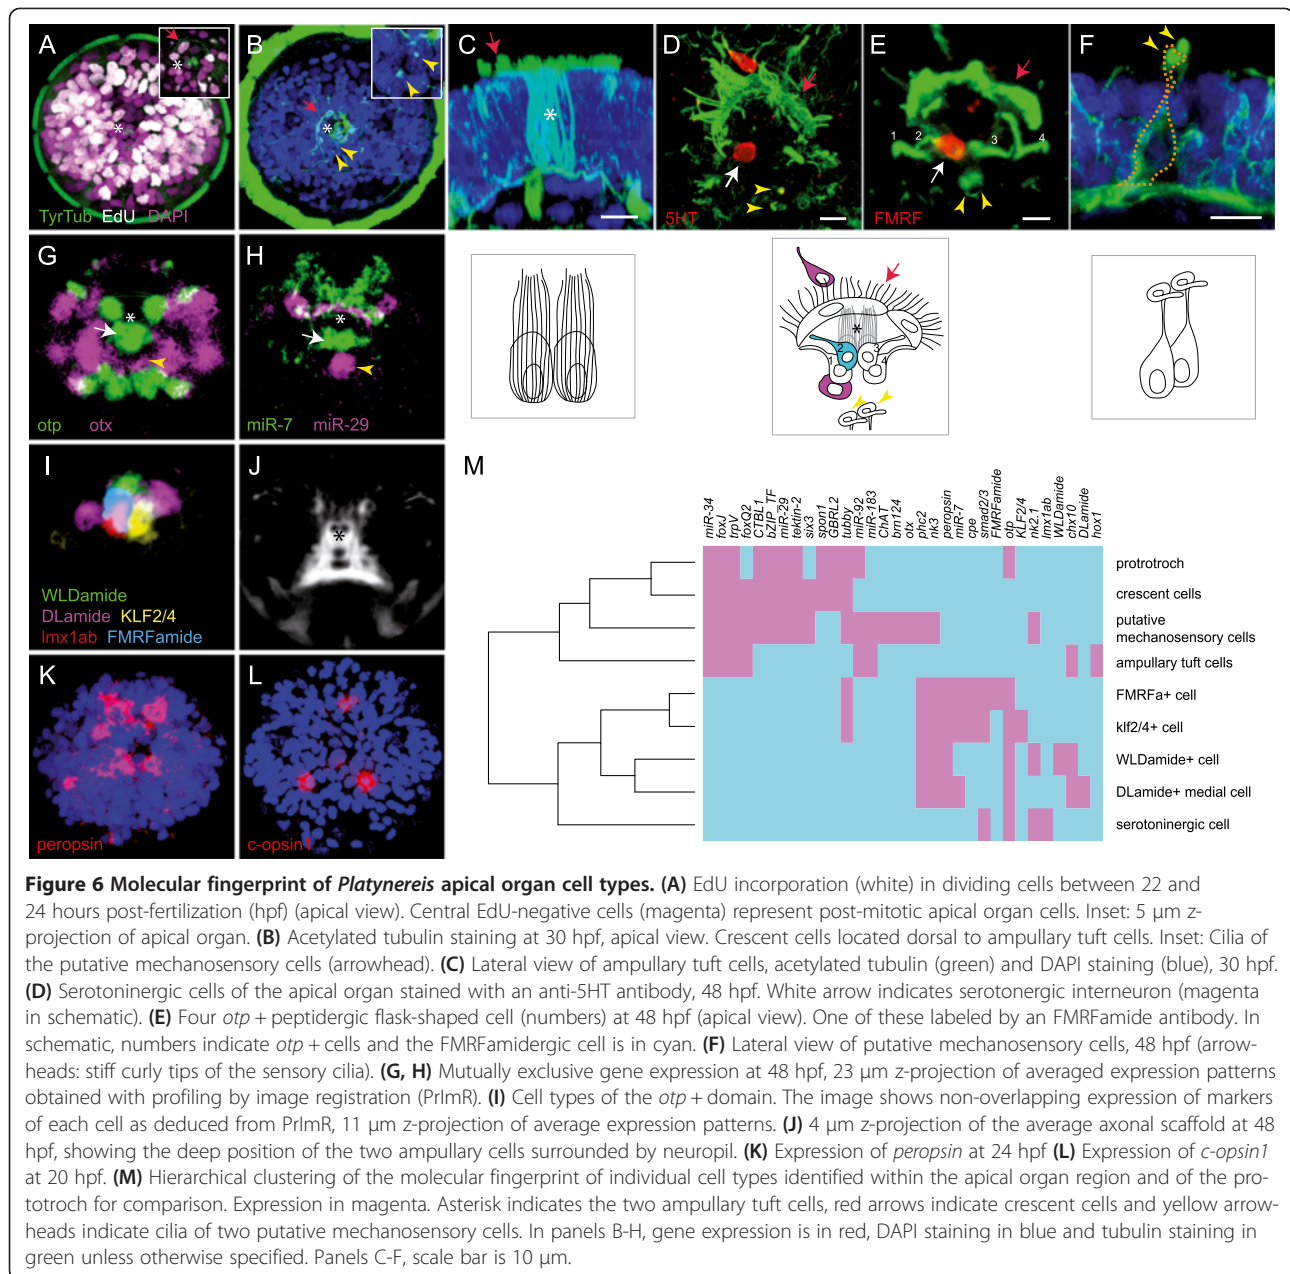 A
B
C
D
E
F
TyrTub EdU DAPI
5HT
1 2 3 4
FMRF
G
H
otp otx
miR-7 miR-29
2 3
1 4
I
J
M
WLDamide
DLamide KLF2/4
lmx1ab FMRFamide
K
L
peropsin
c-opsin1
miR-34
foxJ
trpV
foxQ2
CTBL1
bZIP_TF
miR-29
tektin-2
six3
spon1
GBRL2
tubby
miR-92
miR-183
ChAT
brn124
otx
phc2
nk3
peropsin
miR-7
cpe
smad2/3
FMRFamide
otp
KLF2/4
nk2.1
lmx1ab
WLDamide
chx10
DLamide
hox1
protrotroch
crescent cells
putative
mechanosensory cells
ampullary tuft cells
FMRFa+ cell
klf2/4+ cell
WLDamide+ cell
DLamide+ medial cell
serotoninergic cell
Figure 6 Molecular fingerprint of Platynereis apical organ cell types. (A) EdU incorporation (white) in dividing cells between 22 and
24 hours post-fertilization (hpf) (apical view). Central EdU-negative cells (magenta) represent post-mitotic apical organ cells. Inset: 5 μm z-
projection of apical organ. (B) Acetylated tubulin staining at 30 hpf, apical view. Crescent cells located dorsal to ampullary tuft cells. Inset: Cilia of
the putative mechanosensory cells (arrowhead). (C) Lateral view of ampullary tuft cells, acetylated tubulin (green) and DAPI staining (blue), 30 hpf.
(D) Serotoninergic cells of the apical organ stained with an anti-5HT antibody, 48 hpf. White arrow indicates serotonergic interneuron (magenta
in schematic). (E) Four otp + peptidergic flask-shaped cell (numbers) at 48 hpf (apical view). One of these labeled by an FMRFamide antibody. In
schematic, numbers indicate otp + cells and the FMRFamidergic cell is in cyan. (F) Lateral view of putative mechanosensory cells, 48 hpf (arrow-
heads: stiff curly tips of the sensory cilia). (G, H) Mutually exclusive gene expression at 48 hpf, 23 μm z-projection of averaged expression patterns
obtained with profiling by image registration (PrImR). (I) Cell types of the otp + domain. The image shows non-overlapping expression of markers
of each cell as deduced from PrImR, 11 μm z-projection of average expression patterns. (J) 4 μm z-projection of the average axonal scaffold at 48
hpf, showing the deep position of the two ampullary cells surrounded by neuropil. (K) Expression of peropsin at 24 hpf (L) Expression of c-opsin1
at 20 hpf. (M) Hierarchical clustering of the molecular fingerprint of individual cell types identified within the apical organ region and of the pro-
totroch for comparison. Expression in magenta. Asterisk indicates the two ampullary tuft cells, red arrows indicate crescent cells and yellow arrow-
heads indicate cilia of two putative mechanosensory cells. In panels B-H, gene expression is in red, DAPI staining in blue and tubulin staining in
green unless otherwise specified. Panels C-F, scale bar is 10 μm.